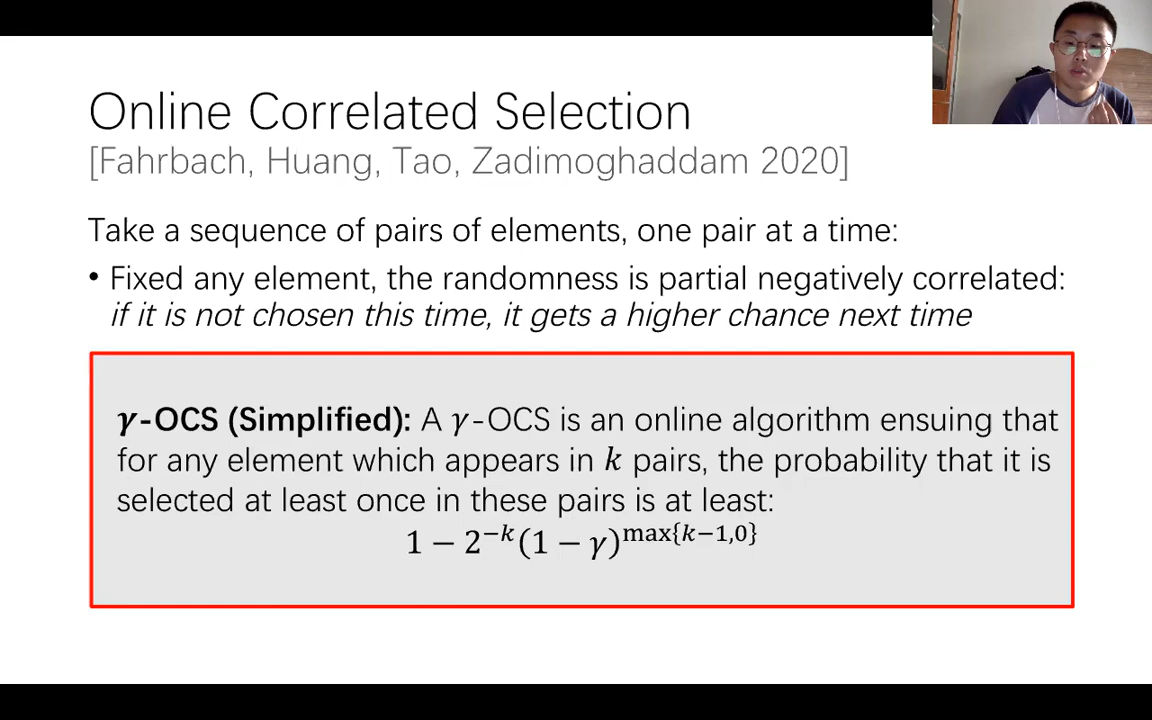 Online Correlated Selection
[Fahrbach, Huang, Tao, Zadimoghaddam 2020]
Take a sequence of pairs of elements, one pair at a time:
• Fixed any element, the randomness is partial negatively correlated:
if it is not chosen this time, it gets a higher chance next time
γ-OCS (Simplified): A γ-OCS is an online algorithm ensuing that
for any element which appears in k pairs, the probability that it is
selected at least once in these pairs is at least:
1 − 2^{−k}(1 − γ)^{max{k−1,0}}